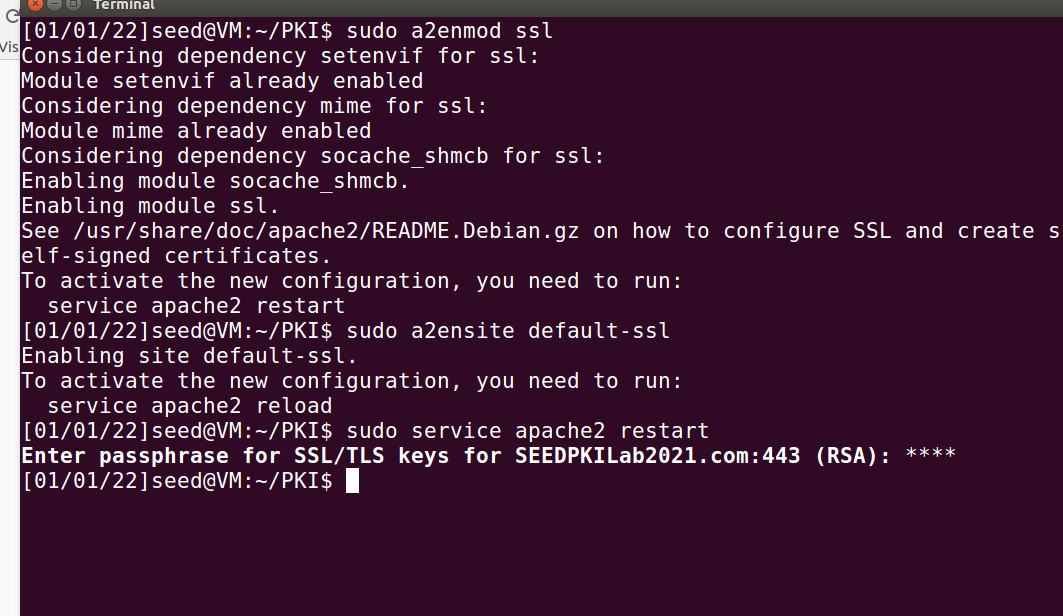 Terminal
Vis
[01/01/22]seed@VM:~/PKI$ sudo a2enmod ssl
Considering dependency setenvif for ssl:
Module setenvif already enabled
Considering dependency mime for ssl:
Module mime already enabled
Considering dependency socache_shmcb for ssl:
Enabling module socache_shmcb.
Enabling module ssl.
See /usr/share/doc/apache2/README.Debian.gz on how to configure SSL and create s
elf-signed certificates.
To activate the new configuration, you need to run:
  service apache2 restart
[01/01/22]seed@VM:~/PKI$ sudo a2ensite default-ssl
Enabling site default-ssl.
To activate the new configuration, you need to run:
  service apache2 reload
[01/01/22]seed@VM:~/PKI$ sudo service apache2 restart
Enter passphrase for SSL/TLS keys for SEEDPKILab2021.com:443 (RSA): ****
[01/01/22]seed@VM:~/PKI$